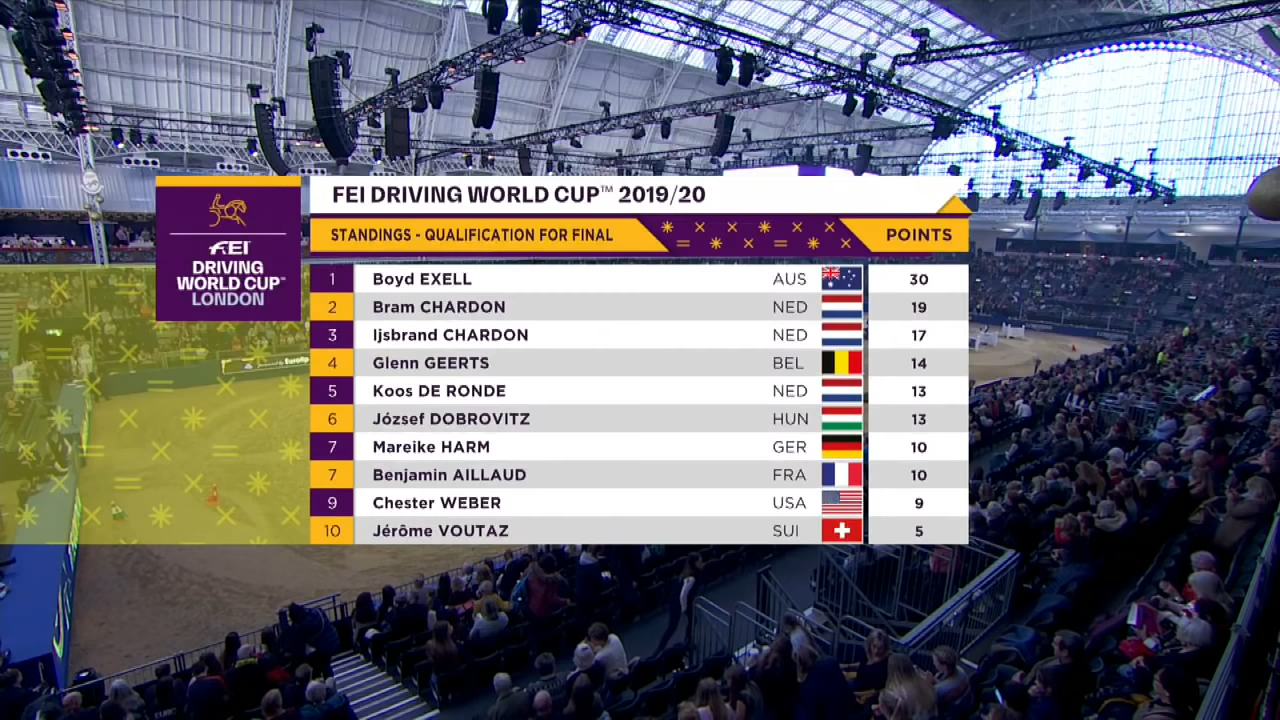 FEI DRIVING WORLD CUP™ 2019/20
STANDINGS - QUALIFICATION FOR FINAL POINTS
FEI
DRIVING
WORLD CUP™
LONDON
1 Boyd EXELL AUS 30
2 Bram CHARDON NED 19
3 Ijsbrand CHARDON NED 17
4 Glenn GEERTS BEL 14
5 Koos DE RONDE NED 13
6 József DOBROVITZ HUN 13
7 Mareike HARM GER 10
7 Benjamin AILLAUD FRA 10
9 Chester WEBER USA 9
10 Jérôme VOUTAZ SUI 5